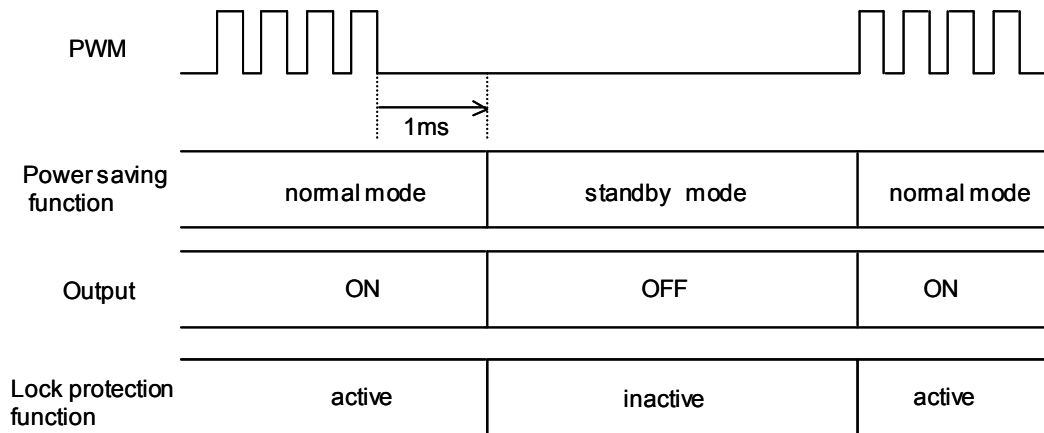 PWM
1ms
Power saving
function
normal mode
standby mode
normal mode
Output
ON
OFF
ON
Lock protection
function
active
inactive
active